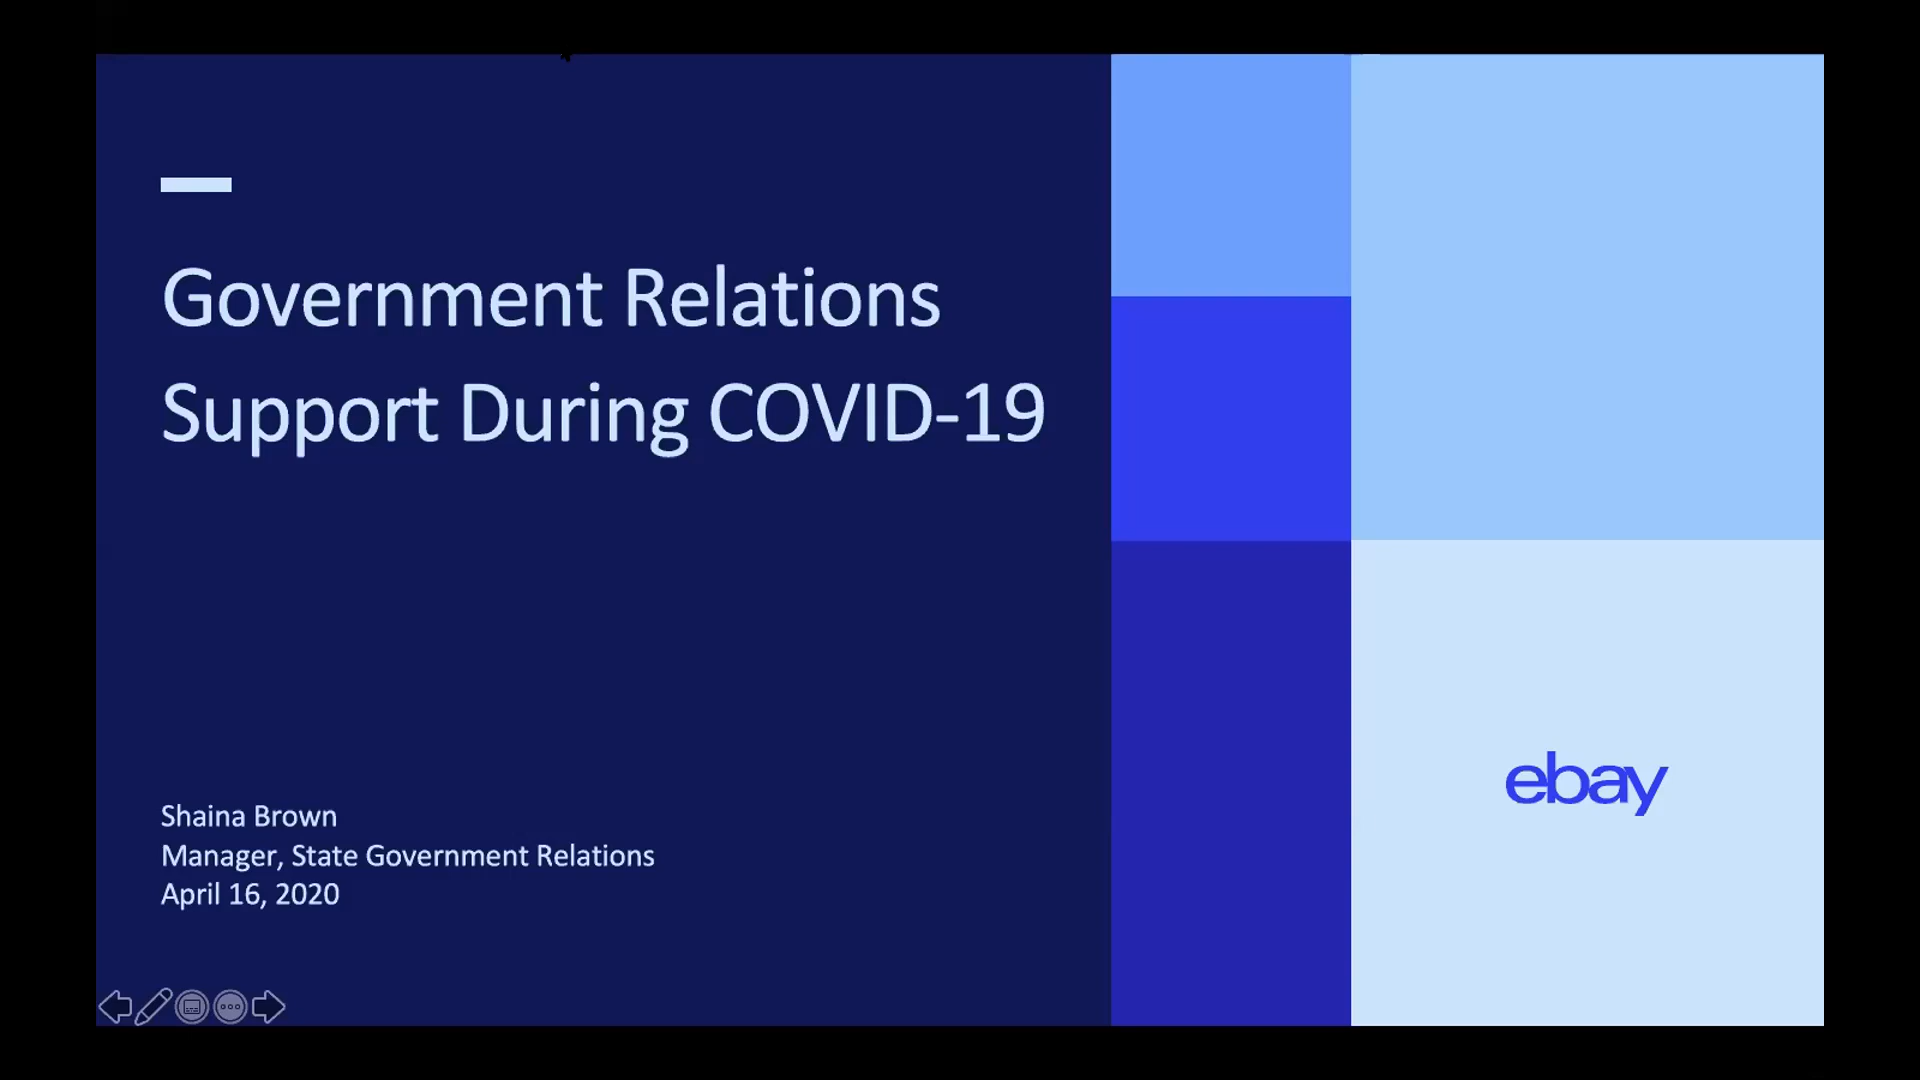 Government Relations
Support During COVID-19
Shaina Brown
Manager, State Government Relations
April 16, 2020
ebay